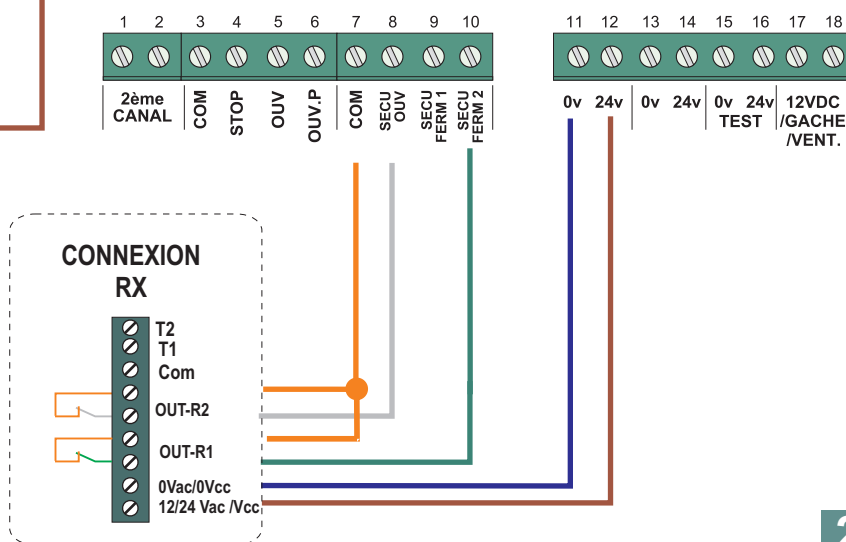 1 2 3 4 5 6 7 8 9 10 11 12 13 14 15 16 17 18
2ème CANAL
COM
STOP
OUV
OUV.P
COM
SECU OUV
SECU FERM 1
SECU FERM 2
0v 24v 0v 24v 0v 24v
TEST
12VDC
/GACHE
/VENT.
CONNEXION
RX
T2
T1
Com
OUT-R2
OUT-R1
0Vac/0Vcc
12/24 Vac /Vcc